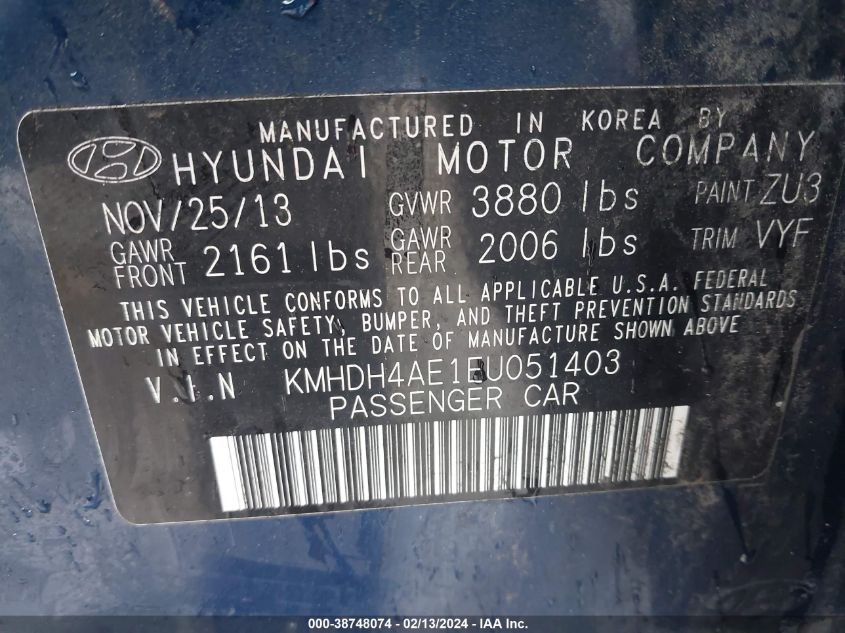 MANUFACTURED IN KOREA BY
HYUNDAI MOTOR COMPANY
NOV/25/13 GVWR 3880 lbs PAINT ZU3
GAWR FRONT 2161 lbs GAWR REAR 2006 lbs TRIM VYF
THIS VEHICLE CONFORMS TO ALL APPLICABLE U.S.A. FEDERAL
MOTOR VEHICLE SAFETY, BUMPER, AND THEFT PREVENTION STANDARDS
IN EFFECT ON THE DATE OF MANUFACTURE SHOWN ABOVE
V.I.N KMHDH4AE1EU051403
PASSENGER CAR
000-38748074 - 02/13/2024 - IAAI.com